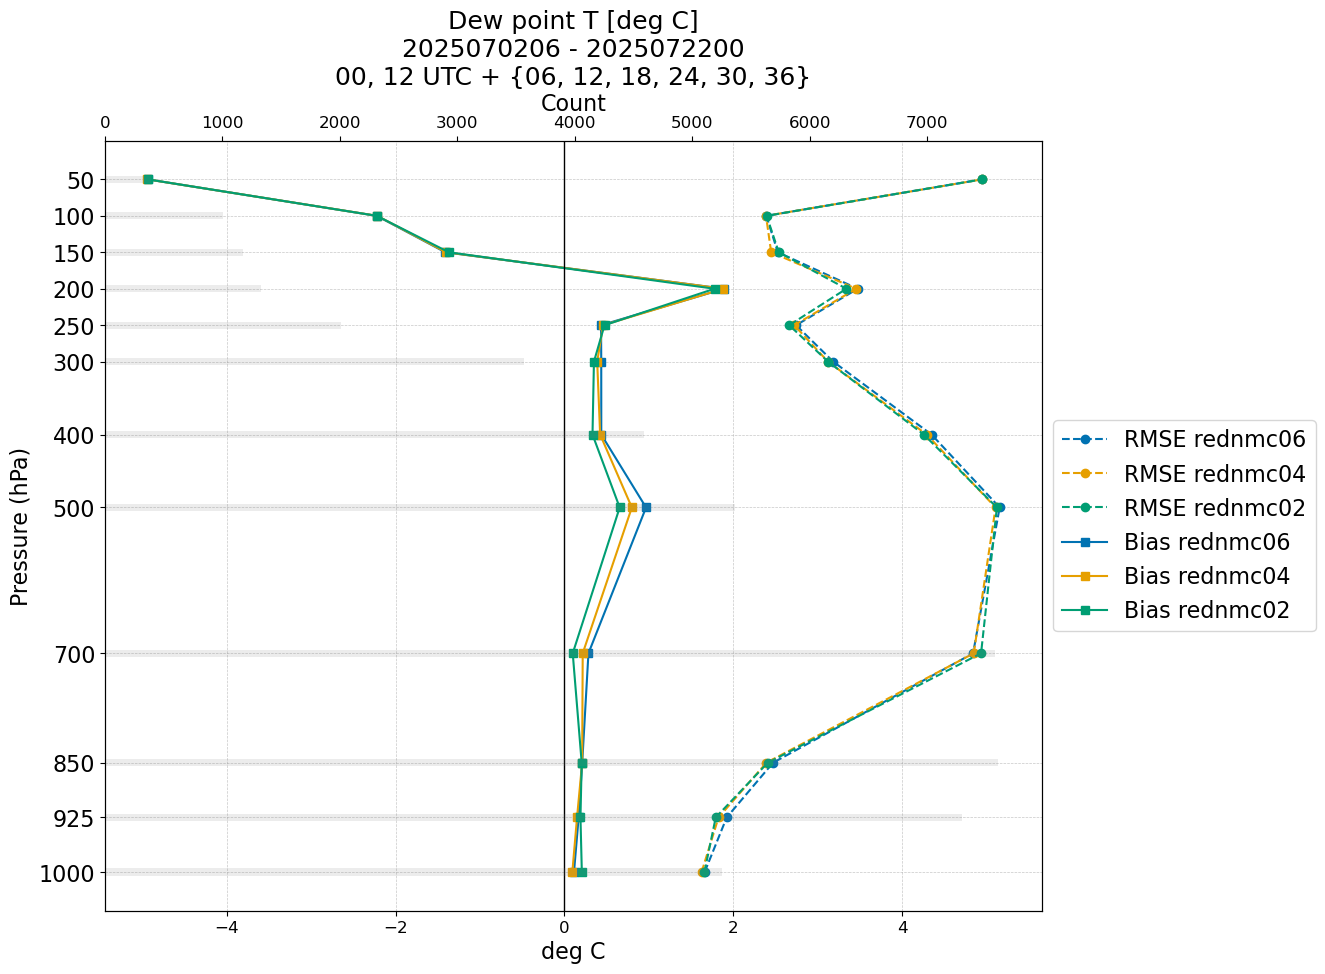 Dew point T [deg C]
2025070206 - 2025072200
00, 12 UTC + {06, 12, 18, 24, 30, 36}
Count
0 1000 2000 3000 4000 5000 6000 7000
50
100
150
200
250
300
400
500
700
850
925
1000
Pressure (hPa)
−4 −2 0 2 4
deg C
RMSE rednmc06
RMSE rednmc04
RMSE rednmc02
Bias rednmc06
Bias rednmc04
Bias rednmc02